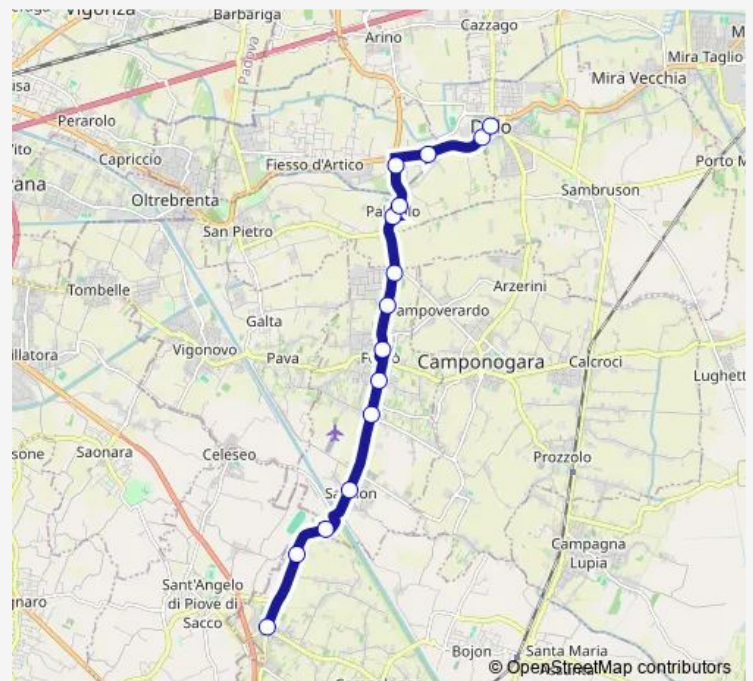 Vigonza
Barbariga
Cazzago
Arino
Padova
Mira Taglio
Mira Vecchia
Perarolo
Capriccio
Fiesso d'Artico
Oltrebrenta
Porto M
Sambruson
San Pietro
Tombelle
Arzerini
ampoverardo
Galta
Vigonovo
Pava
Camponogara
Calcroci
Lughett
Saonara
Celeseo
Prozzolo
Campagna
Lupia
Sant'Angelo
di Piove di
Sacco
Bojon
Santa Maria
© OpenStreetMap contributors